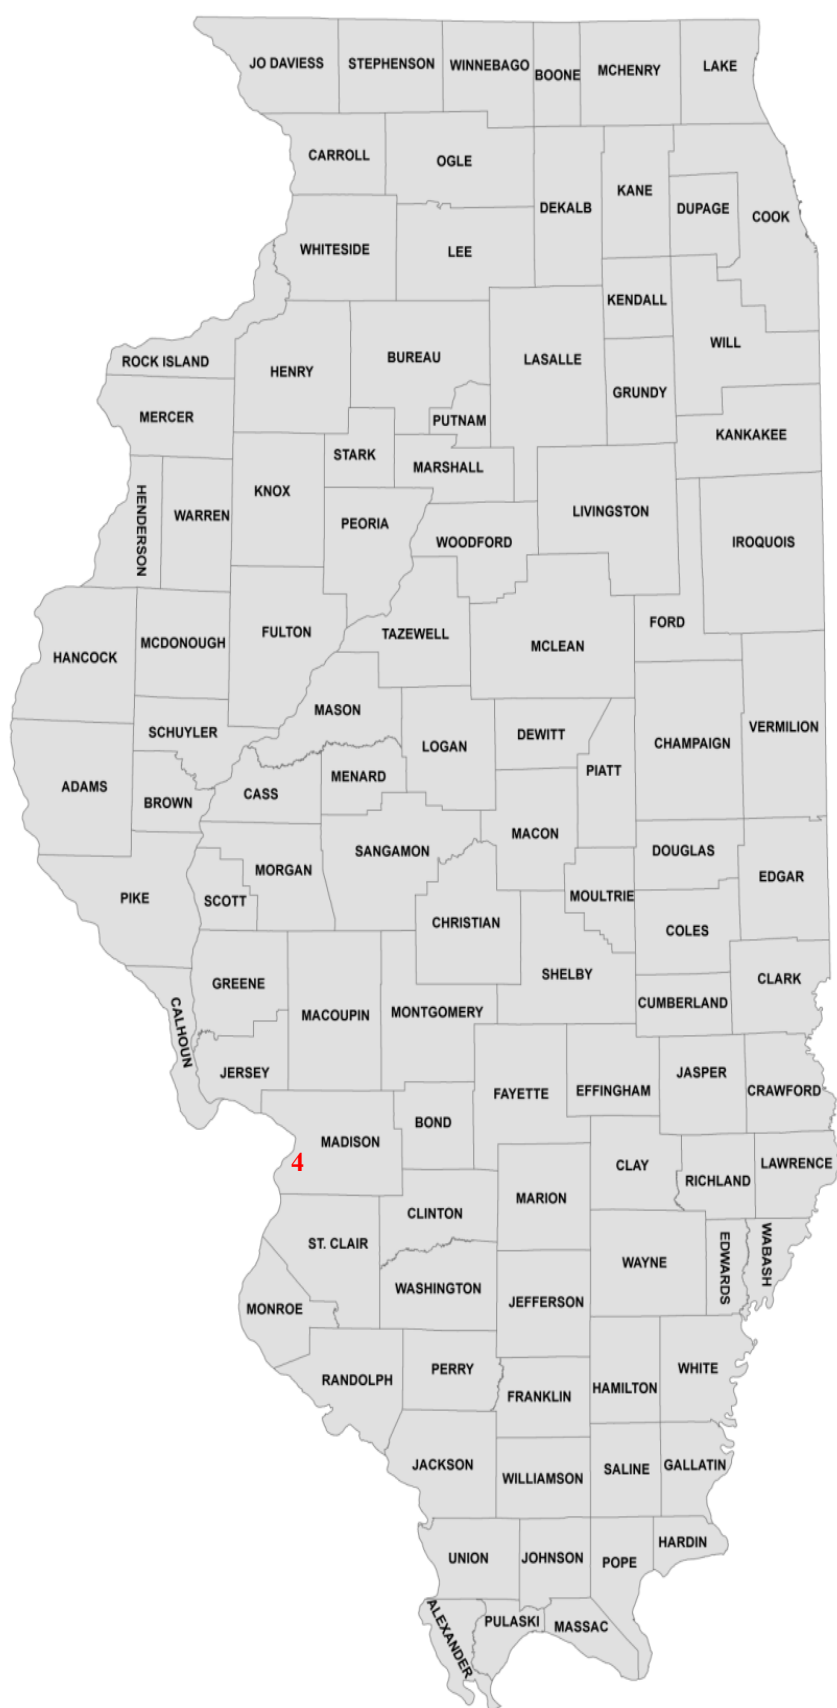 JO DAVIESS
STEPHENSON
WINNEBAGO
BOONE
MCHENRY
LAKE
CARROLL
OGLE
DEKALB
KANE
DUPAGE
COOK
WHITESIDE
LEE
KENDALL
WILL
ROCK ISLAND
HENRY
BUREAU
LASALLE
GRUNDY
MERCER
PUTNAM
KANKAKEE
STARK
MARSHALL
HENDERSON
WARREN
KNOX
PEORIA
WOODFORD
LIVINGSTON
IROQUOIS
HANCOCK
MCDONOUGH
FULTON
TAZEWELL
MCLEAN
FORD
SCHUYLER
MASON
LOGAN
DEWITT
PIATT
CHAMPAIGN
VERMILION
ADAMS
BROWN
CASS
MENARD
MACON
SANGAMON
DOUGLAS
EDGAR
PIKE
SCOTT
MORGAN
CHRISTIAN
MOULTRIE
COLES
GREENE
MACOUPIN
MONTGOMERY
SHELBY
CUMBERLAND
CLARK
CALHOUN
JERSEY
FAYETTE
EFFINGHAM
JASPER
CRAWFORD
MADISON
4
BOND
MARION
CLAY
RICHLAND
LAWRENCE
ST. CLAIR
CLINTON
WASHINGTON
JEFFERSON
WAYNE
EDWARDS
WABASH
MONROE
RANDOLPH
PERRY
FRANKLIN
HAMILTON
WHITE
JACKSON
WILLIAMSON
SALINE
GALLATIN
UNION
JOHNSON
POPE
HARDIN
ALEXANDER
PULASKI
MASSAC